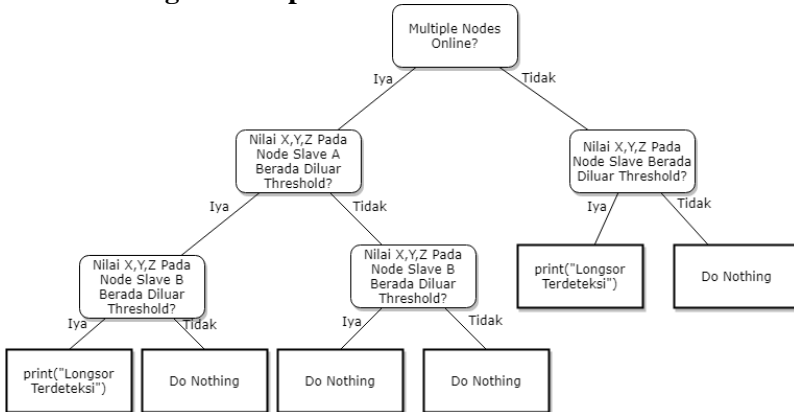 Multiple Nodes
Online?
Iya
Tidak
Nilai X,Y,Z Pada
Node Slave A
Berada Diluar
Threshold?
Nilai X,Y,Z Pada
Node Slave Berada
Diluar Threshold?
Iya
Tidak
Iya
Tidak
Nilai X,Y,Z Pada
Node Slave B
Berada Diluar
Threshold?
Nilai X,Y,Z Pada
Node Slave B
Berada Diluar
Threshold?
print("Longsor
Terdeteksi")
Do Nothing
Iya
Tidak
Iya
Tidak
print("Longsor
Terdeteksi")
Do Nothing
Do Nothing
Do Nothing